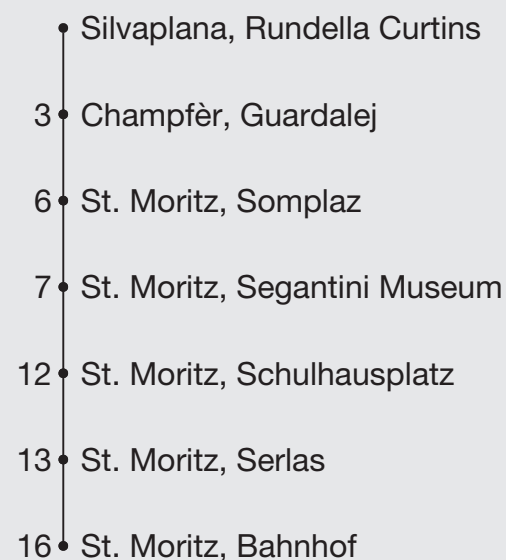 Silvaplana, Rundella Curtins
3 Champfèr, Guardalej
6 St. Moritz, Somplaz
7 St. Moritz, Segantini Museum
12 St. Moritz, Schulhausplatz
13 St. Moritz, Serlas
16 St. Moritz, Bahnhof